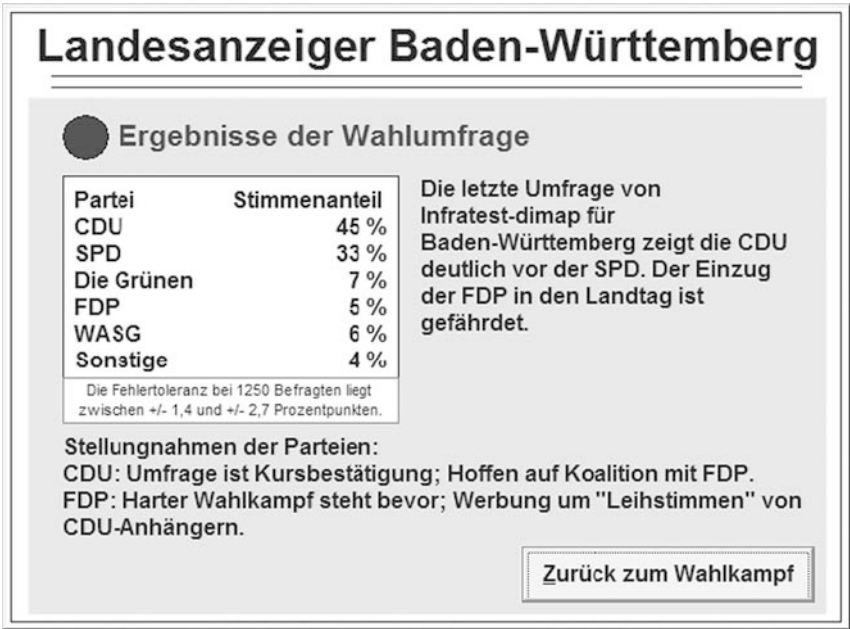 Landesanzeiger Baden-Württemberg
Ergebnisse der Wahlumfrage
Partei Stimmenanteil
CDU 45 %
SPD 33 %
Die Grünen 7 %
FDP 5 %
WASG 6 %
Sonstige 4 %
Die Fehlertoleranz bei 1250 Befragten liegt
zwischen +/- 1,4 und +/- 2,7 Prozentpunkten.
Die letzte Umfrage von
Infratest-dimap für
Baden-Württemberg zeigt die CDU
deutlich vor der SPD. Der Einzug
der FDP in den Landtag ist
gefährdet.
Stellungnahmen der Parteien:
CDU: Umfrage ist Kursbestätigung; Hoffen auf Koalition mit FDP.
FDP: Harter Wahlkampf steht bevor; Werbung um "Leihstimmen" von
CDU-Anhängern.
Zurück zum Wahlkampf